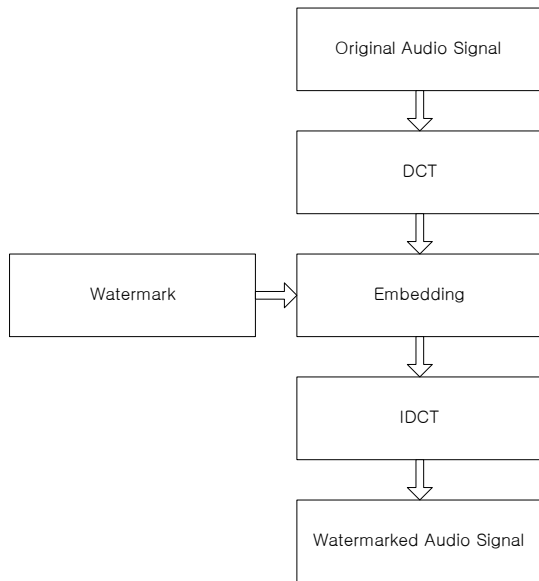 Original Audio Signal
DCT
Watermark
Embedding
IDCT
Watermarked Audio Signal